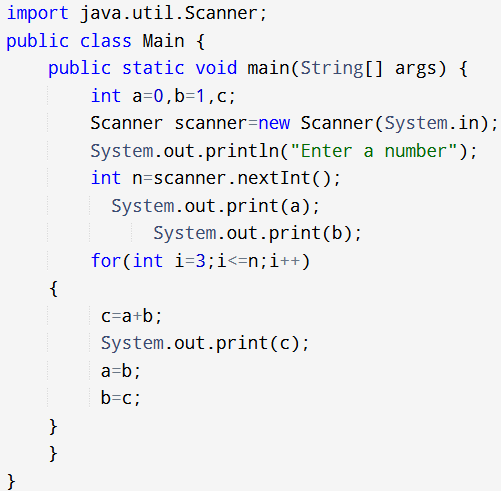 import java.util.Scanner;
public class Main {
    public static void main(String[] args) {
        int a=0,b=1,c;
        Scanner scanner=new Scanner(System.in);
        System.out.println("Enter a number");
        int n=scanner.nextInt();
          System.out.print(a);
              System.out.print(b);
        for(int i=3;i<=n;i++)
    {
         c=a+b;
         System.out.print(c);
         a=b;
         b=c;
    }
    }
}